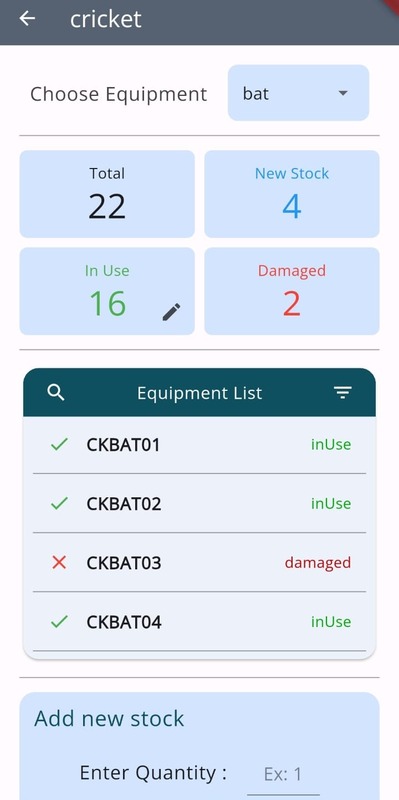 cricket
Choose Equipment bat
Total New Stock
22 4
In Use Damaged
16 2
Equipment List
CKBAT01 inUse
CKBAT02 inUse
CKBAT03 damaged
CKBAT04 inUse
Add new stock
Enter Quantity : Ex: 1